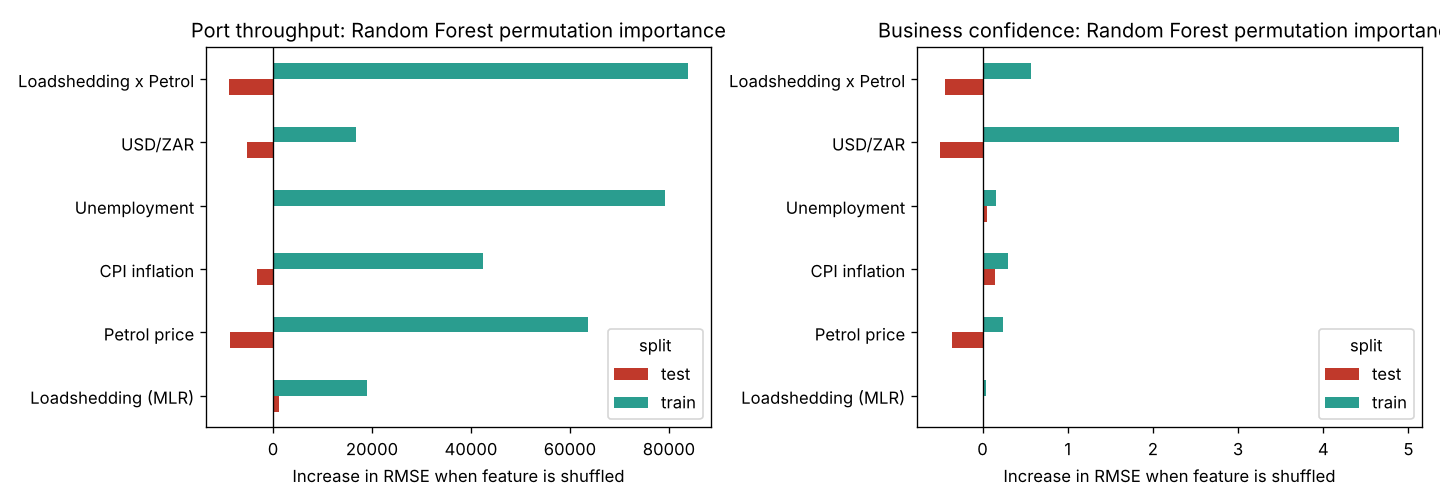 Port throughput: Random Forest permutation importance
Loadshedding x Petrol
USD/ZAR
Unemployment
CPI inflation
Petrol price
Loadshedding (MLR)
split
test
train
0 20000 40000 60000 80000
Increase in RMSE when feature is shuffled
Business confidence: Random Forest permutation importanc
Loadshedding x Petrol
USD/ZAR
Unemployment
CPI inflation
Petrol price
Loadshedding (MLR)
split
test
train
0 1 2 3 4 5
Increase in RMSE when feature is shuffled